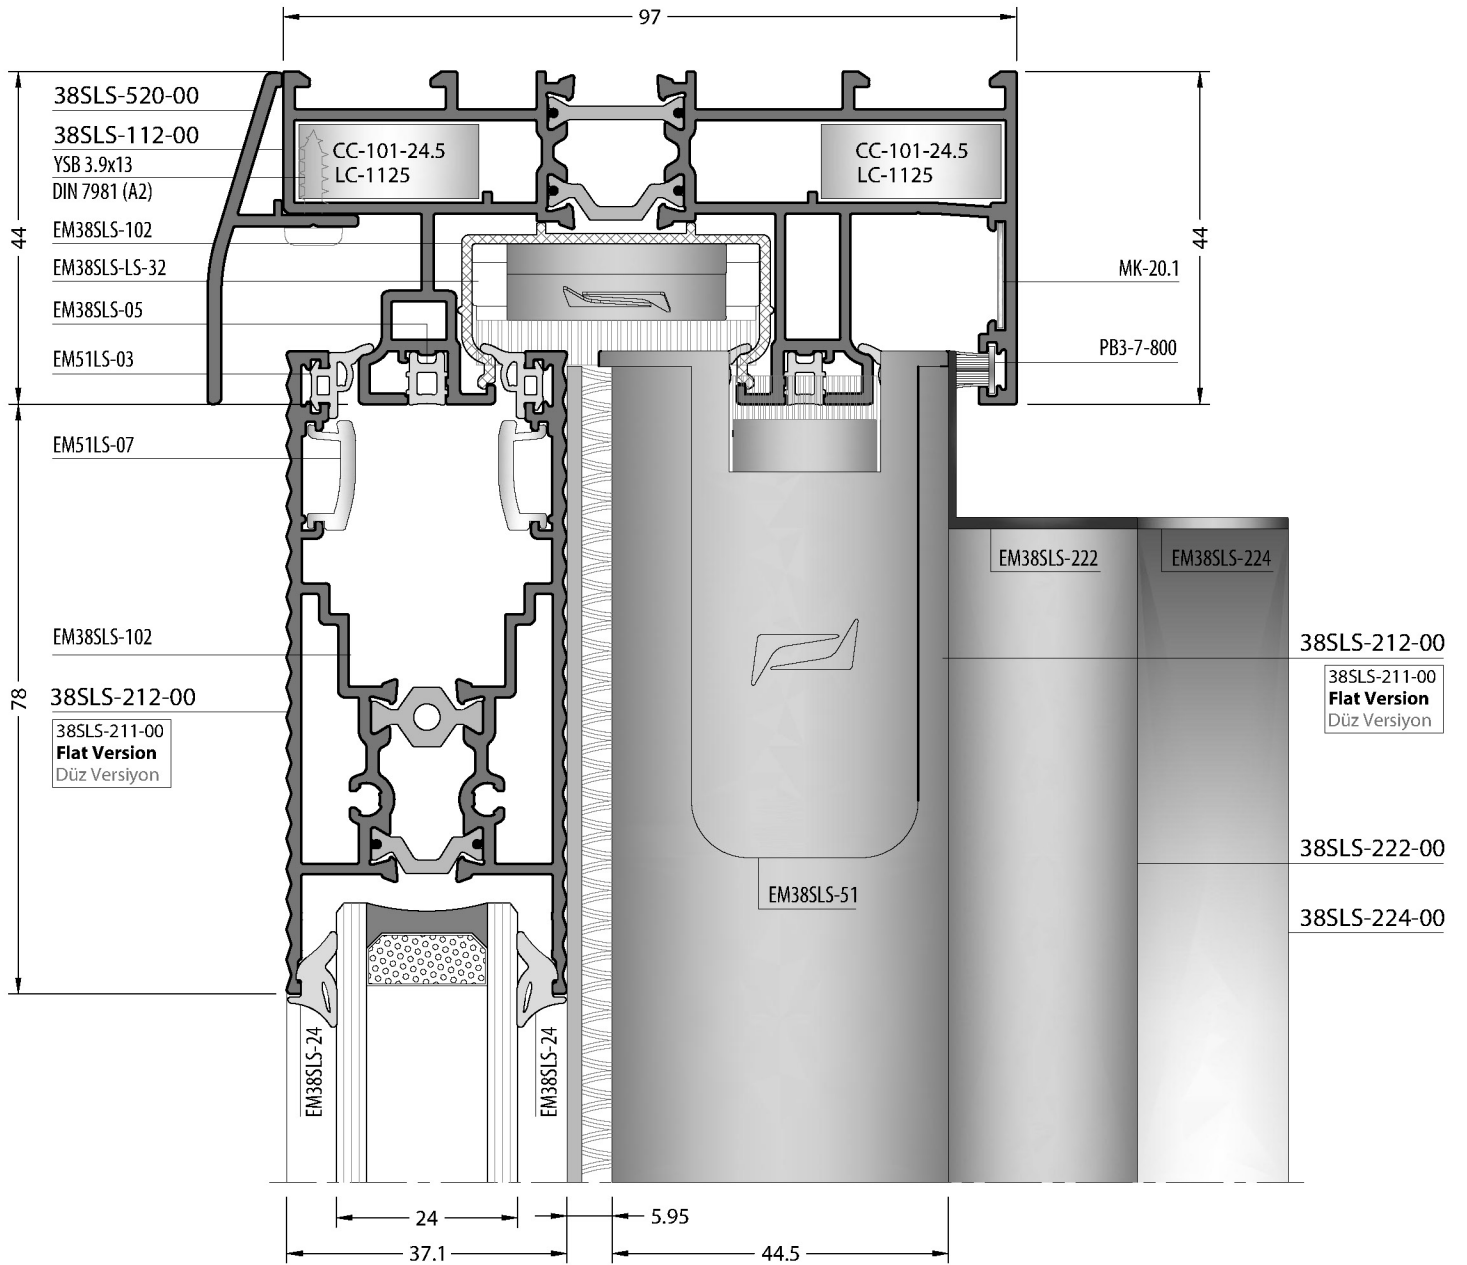 97
38SLS-520-00
38SLS-112-00
YSB 3.9x13
DIN 7981 (A2)
CC-101-24.5
LC-1125
CC-101-24.5
LC-1125
44
44
EM38SLS-102
EM38SLS-LS-32
EM38SLS-05
EM51LS-03
EM51LS-07
MK-20.1
PB3-7-800
EM38SLS-222
EM38SLS-224
EM38SLS-102
38SLS-212-00
38SLS-211-00
Flat Version
Düz Versiyon
78
38SLS-212-00
38SLS-211-00
Flat Version
Düz Versiyon
EM38SLS-51
38SLS-222-00
38SLS-224-00
EM38SLS-24
EM38SLS-24
24
5.95
37.1
44.5